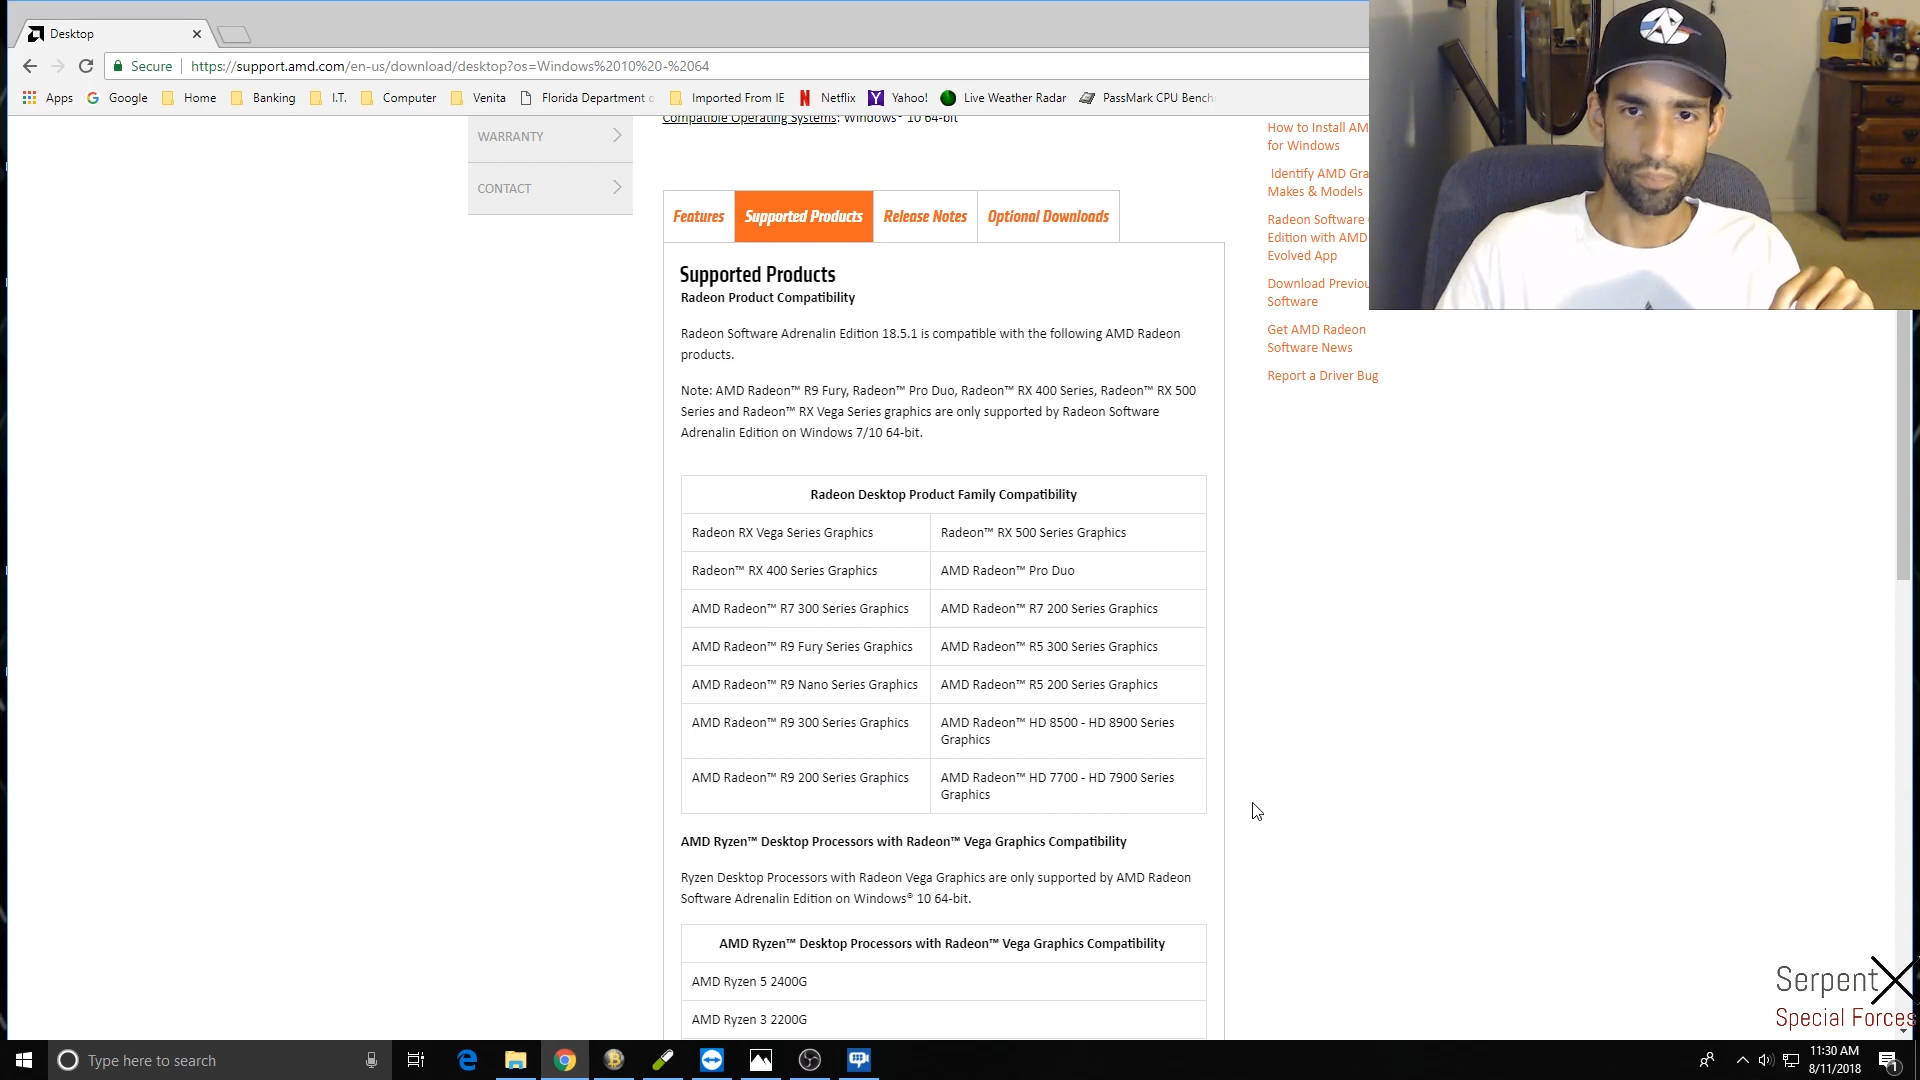 Desktop
Secure
https://support.amd.com/en-us/download/desktop?os=Windows%2010%20-%2064
Apps Google Home Banking I.T. Computer Venita Florida Department Imported From IE Netflix Yahoo! Live Weather Radar PassMark CPU Bench
WARRANTY
CONTACT
Compatible Operating Systems: Windows® 10 64-bit
Features Supported Products Release Notes Optional Downloads
Supported Products
Radeon Product Compatibility
Radeon Software Adrenalin Edition 18.5.1 is compatible with the following AMD Radeon
products.
Note: AMD Radeon™ R9 Fury, Radeon™ Pro Duo, Radeon™ RX 400 Series, Radeon™ RX 500
Series and Radeon™ RX Vega Series graphics are only supported by Radeon Software
Adrenalin Edition on Windows 7/10 64-bit.
Radeon Desktop Product Family Compatibility
Radeon RX Vega Series Graphics Radeon™ RX 500 Series Graphics
Radeon™ RX 400 Series Graphics AMD Radeon™ Pro Duo
AMD Radeon™ R7 300 Series Graphics AMD Radeon™ R7 200 Series Graphics
AMD Radeon™ R9 Fury Series Graphics AMD Radeon™ R5 300 Series Graphics
AMD Radeon™ R9 Nano Series Graphics AMD Radeon™ R5 200 Series Graphics
AMD Radeon™ R9 300 Series Graphics AMD Radeon™ HD 8500 - HD 8900 Series
Graphics
AMD Radeon™ R9 200 Series Graphics AMD Radeon™ HD 7700 - HD 7900 Series
Graphics
AMD Ryzen™ Desktop Processors with Radeon™ Vega Graphics Compatibility
Ryzen Desktop Processors with Radeon Vega Graphics are only supported by AMD Radeon
Software Adrenalin Edition on Windows® 10 64-bit.
AMD Ryzen™ Desktop Processors with Radeon™ Vega Graphics Compatibility
AMD Ryzen 5 2400G
AMD Ryzen 3 2200G
How to Install AM
for Windows
Identify AMD Gra
Makes & Models
Radeon Software
Edition with AMD
Evolved App
Download Previou
Software
Get AMD Radeon
Software News
Report a Driver Bug
Serpent X
Special Forces
Type here to search
11:30 AM
8/11/2018
1